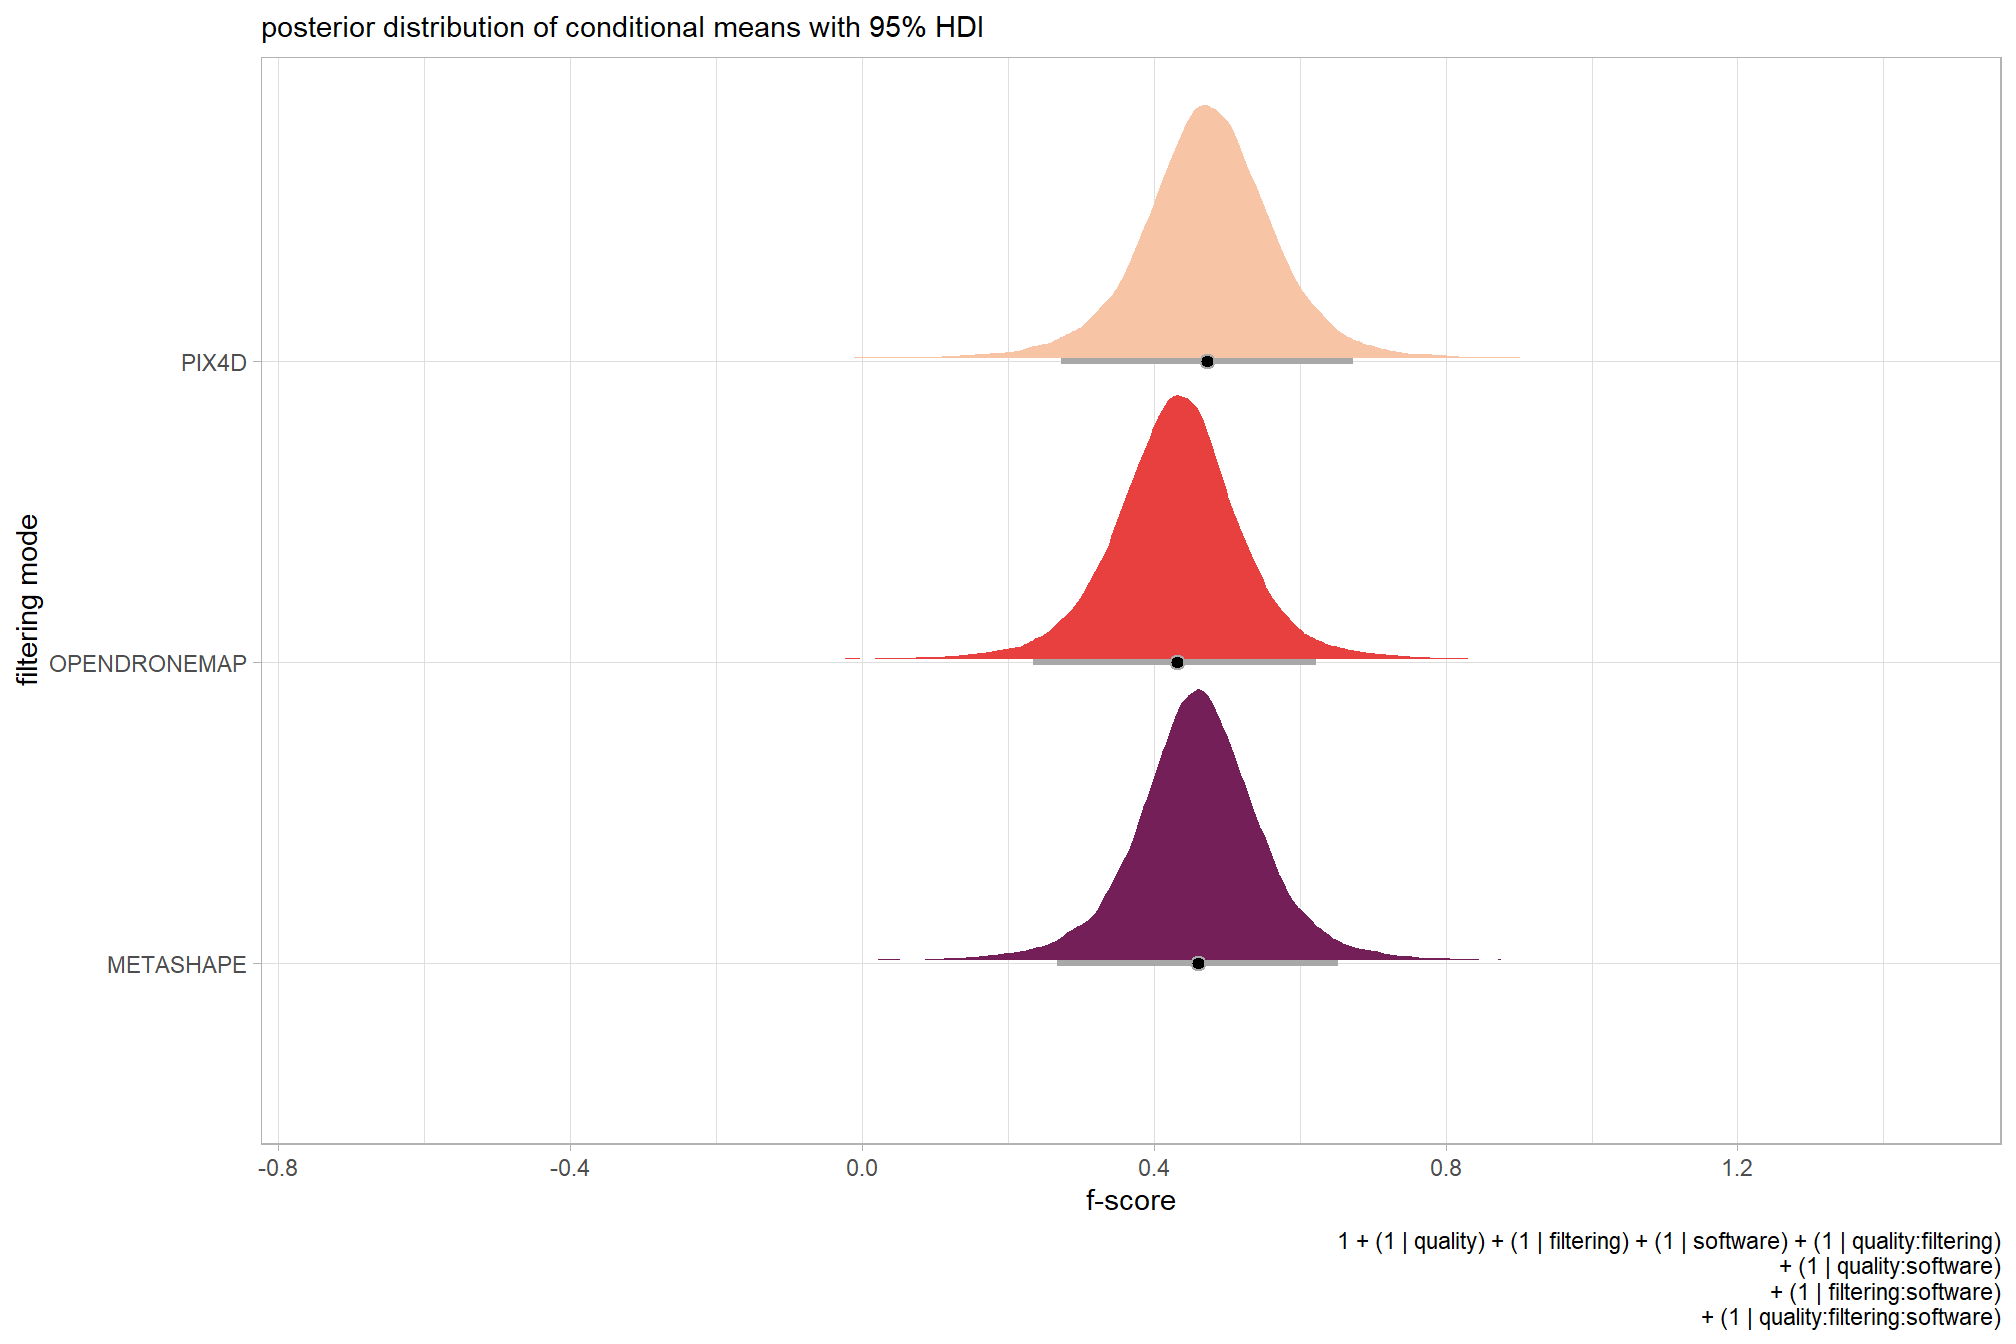 posterior distribution of conditional means with 95% HDI
filtering mode
PIX4D
OPENDRONEMAP
METASHAPE
-0.8
-0.4
0.0
0.4
0.8
1.2
f-score
1 + (1 | quality) + (1 | filtering) + (1 | software) + (1 | quality:filtering)
+ (1 | quality:software)
+ (1 | filtering:software)
+ (1 | quality:filtering:software)